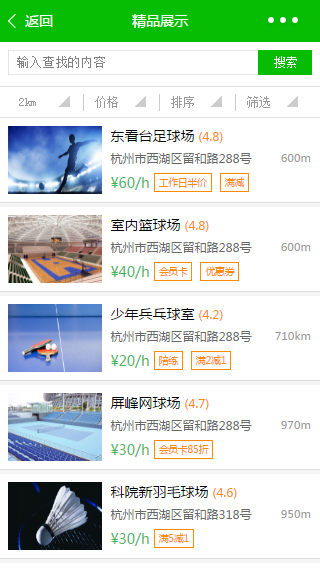 返回 精品展示
输入查找的内容 搜索
2km 价格 排序 筛选
东看台足球场 (4.8)
杭州市西湖区留和路288号 600m
¥60/h 工作日半价 满减
室内篮球场 (4.8)
杭州市西湖区留和路288号 600m
¥40/h 会员卡 优惠券
少年乒乓球室 (4.2)
杭州市西湖区留和路288号 710km
¥20/h 陪练 满2减1
屏峰网球场 (4.7)
杭州市西湖区留和路288号 970m
¥30/h 会员卡85折
科院新羽毛球场 (4.6)
杭州市西湖区留和路318号 950m
¥30/h 满5减1